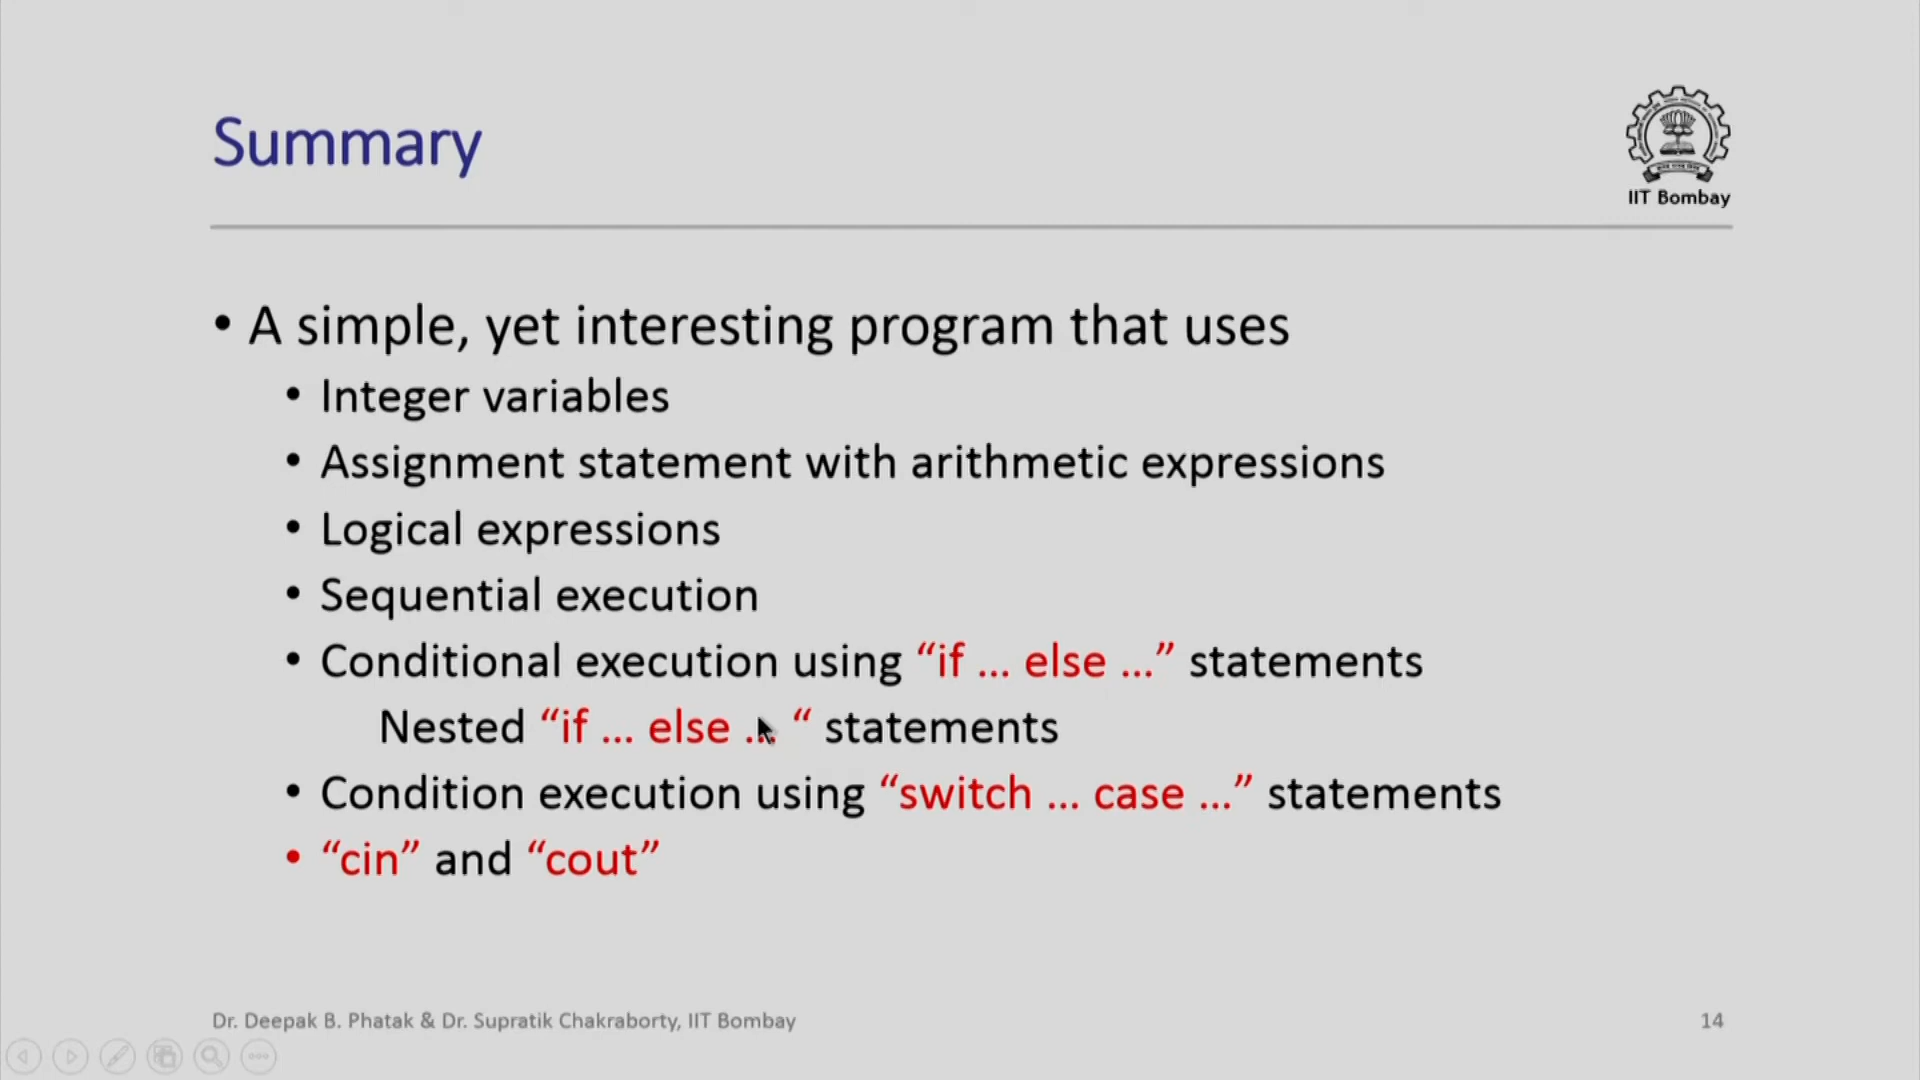 Summary
IIT Bombay
• A simple, yet interesting program that uses
• Integer variables
• Assignment statement with arithmetic expressions
• Logical expressions
• Sequential execution
• Conditional execution using “if ... else ...” statements
Nested “if ... else ... “ statements
• Condition execution using “switch ... case ...” statements
• “cin” and “cout”
Dr. Deepak B. Phatak & Dr. Supratik Chakraborty, IIT Bombay
14